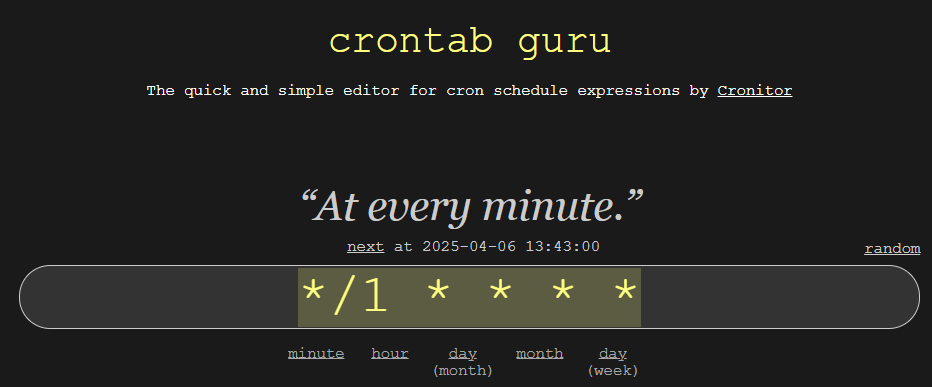 crontab guru
The quick and simple editor for cron schedule expressions by Cronitor
“At every minute.”
next at 2025-04-06 13:43:00
random
*/1 * * * *
minute hour day month day
(month) (week)